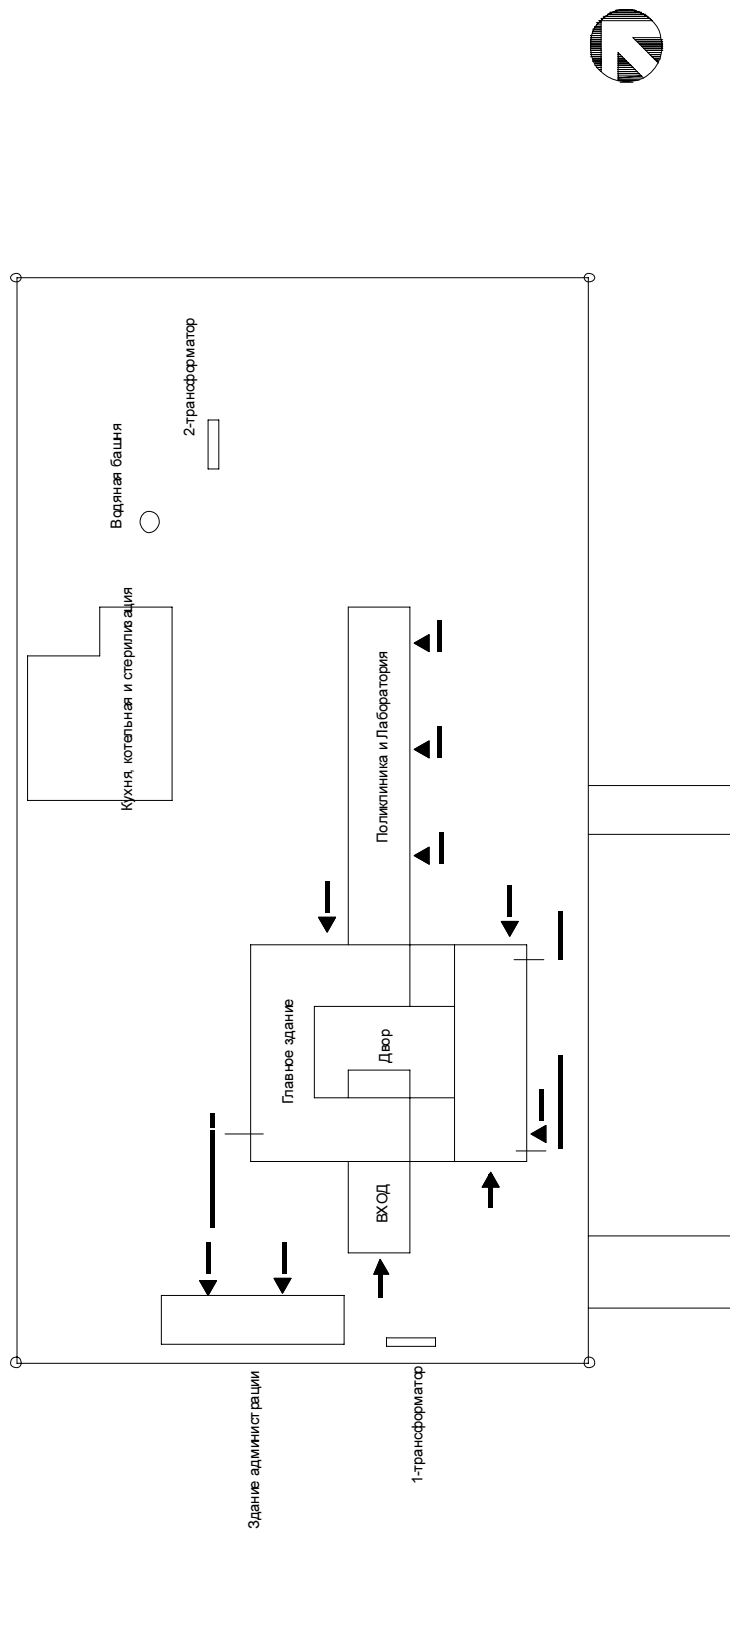 2-трансформатор
Водяная башня
Кухня, котельная и стерилизация
Поликлиника и Лаборатория
Главное здание
Двор
ВХОД
Здание администрации
1-трансформатор